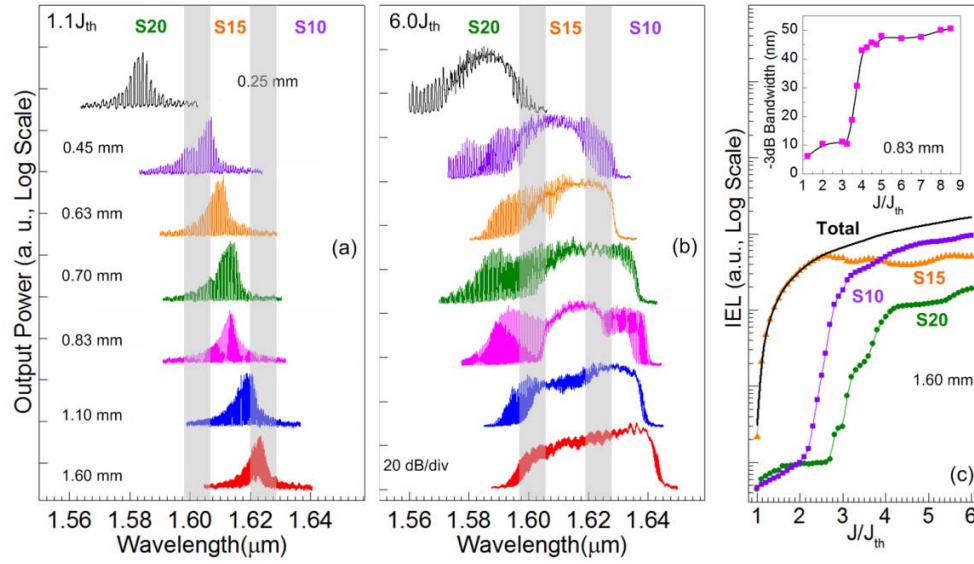 1.1Jth
S20
S15
S10
0.25 mm
0.45 mm
0.63 mm
0.70 mm
0.83 mm
1.10 mm
1.60 mm
(a)
Output Power (a. u., Log Scale)
1.56 1.58 1.60 1.62 1.64
Wavelength(μm)
6.0Jth
S20
S15
S10
(b)
20 dB/div
1.56 1.58 1.60 1.62 1.64
Wavelength(μm)
-3dB Bandwidth (nm)
50
40
30
20
10
0
0.83 mm
1 2 3 4 5 6 7 8 9
J/Jth
IEL (a.u., Log Scale)
Total
S15
S10
S20
1.60 mm
(c)
1 2 3 4 5 6
J/Jth